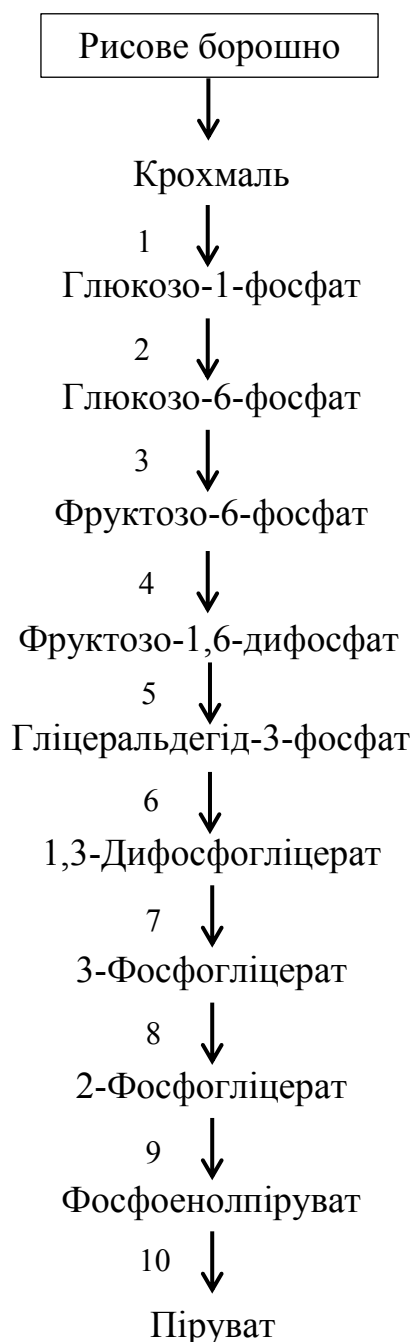 Рисове борошно
Крохмаль
1
Глюкозо-1-фосфат
2
Глюкозо-6-фосфат
3
Фруктозо-6-фосфат
4
Фруктозо-1,6-дифосфат
5
Гліцеральдегід-3-фосфат
6
1,3-Дифосфогліцерат
7
3-Фосфогліцерат
8
2-Фосфогліцерат
9
Фосфоенолпіруват
10
Піруват